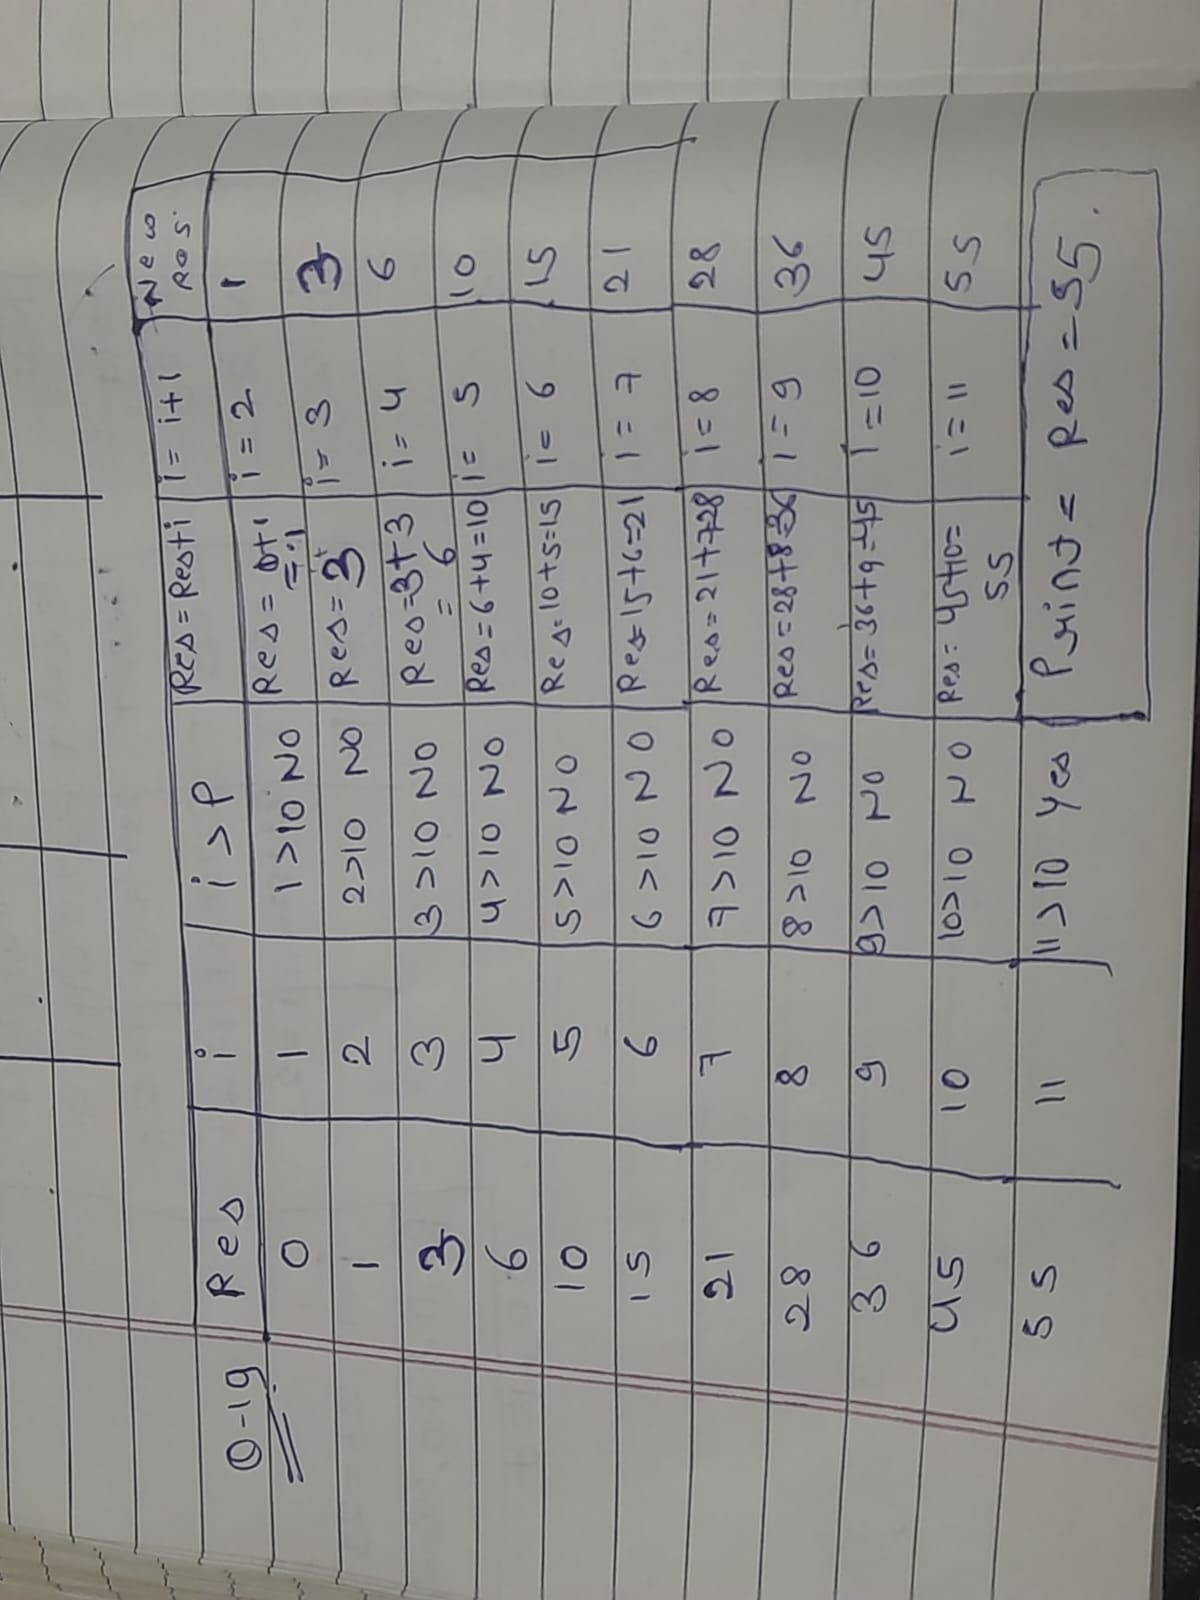 Q-19 Res i i > P Res = Res+i i = i+1 New Res.
0 1 1 >10 NO Res = 0+1 = 1 i = 2 1
1 2 2>10 NO Res= 3 i= 3 3
3 3 3 >10 NO Res=3+3 = 6 i= 4 6
6 4 4 >10 NO Res=6+4=10 i= 5 10
10 5 5>10 NO Res=10+5=15 i= 6 15
15 6 6 >10 NO Res=15+6=21 i = 7 21
21 7 7 >10 NO Res=21+728 i=8 28
28 8 8 >10 NO Res=28+8=36 i=9 36
36 9 9>10 NO Res=36+9=45 i=10 45
45 10 10>10 NO Res= 45+10= 55 i=11 55
55 11 11>10 Yes Print= Res=55.